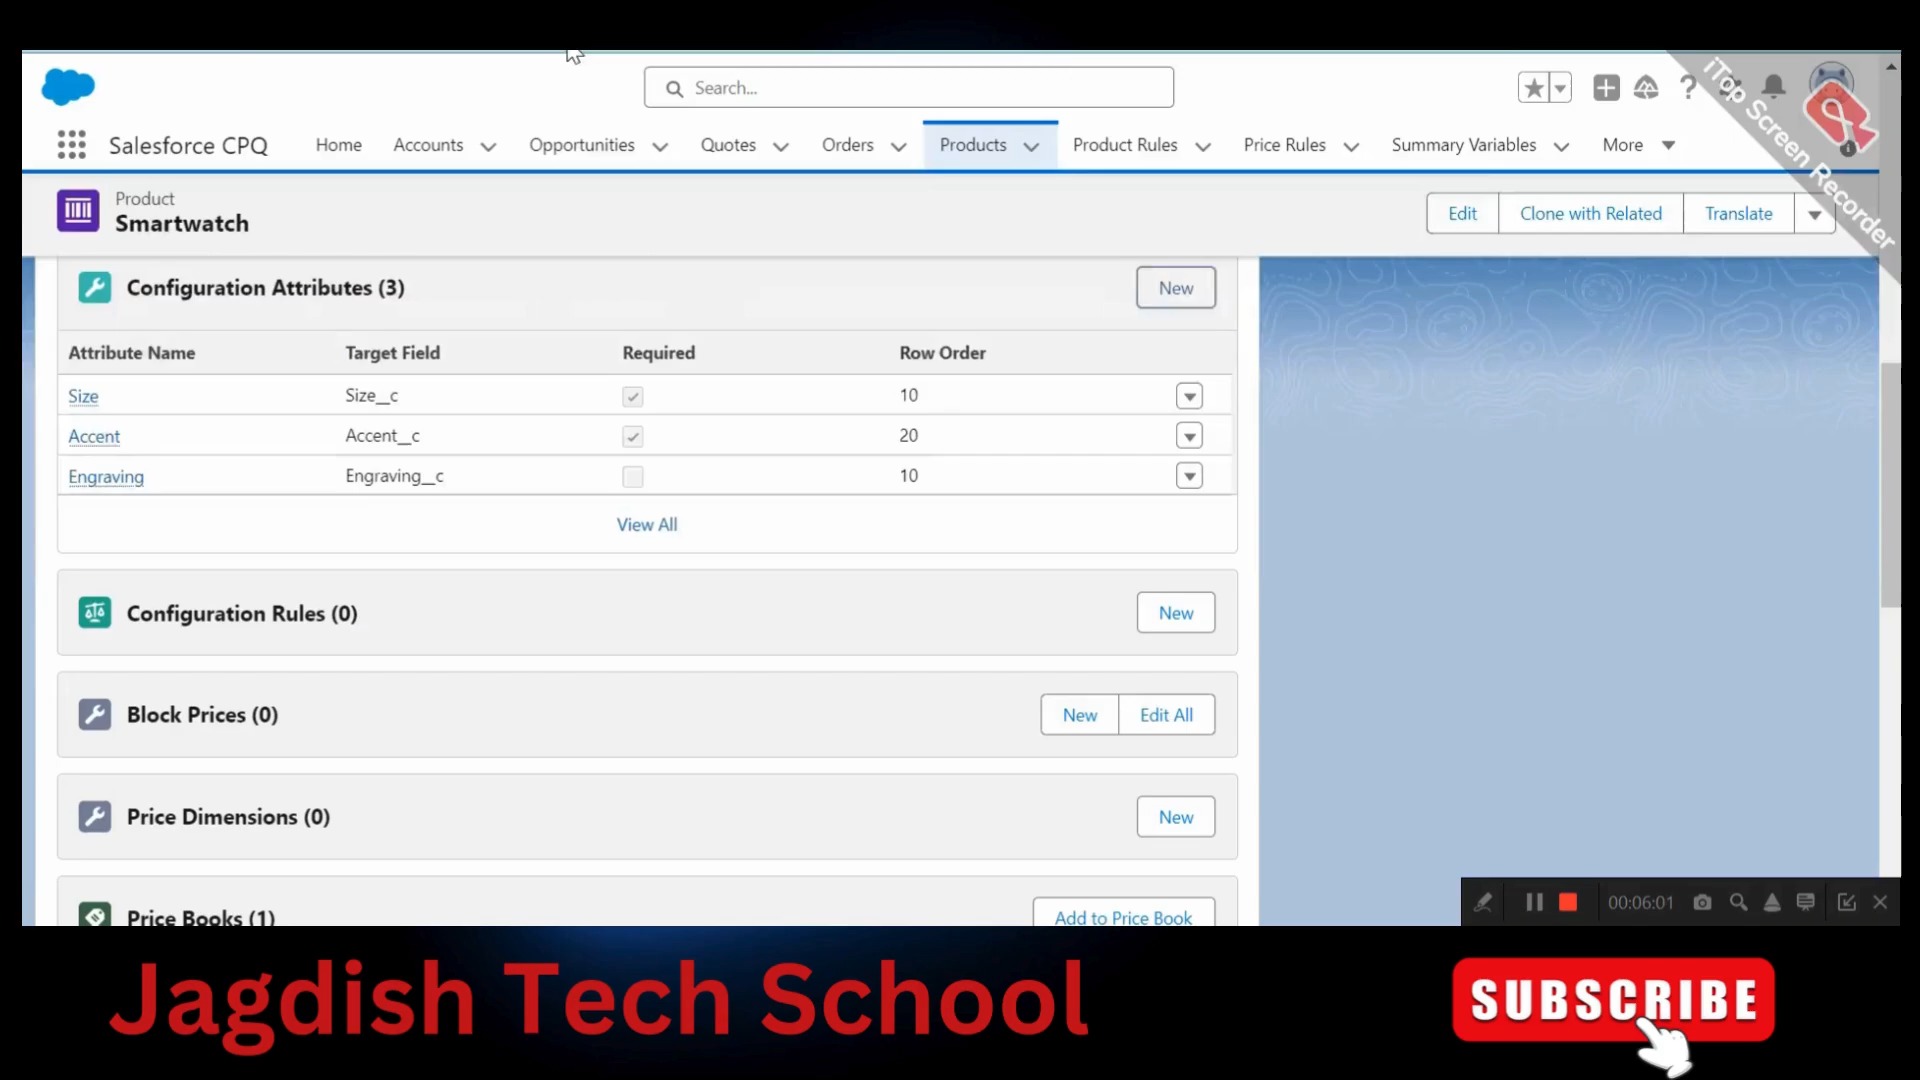 Search...
iTop Screen Recorder
Salesforce CPQ
Home
Accounts
Opportunities
Quotes
Orders
Products
Product Rules
Price Rules
Summary Variables
More
Product
Smartwatch
Edit
Clone with Related
Translate
Configuration Attributes (3)
New
Attribute Name Target Field Required Row Order
Size Size__c 10
Accent Accent__c 20
Engraving Engraving__c 10
View All
Configuration Rules (0)
New
Block Prices (0)
New
Edit All
Price Dimensions (0)
New
Price Books (1)
Add to Price Book
00:06:01
Jagdish Tech School
SUBSCRIBE